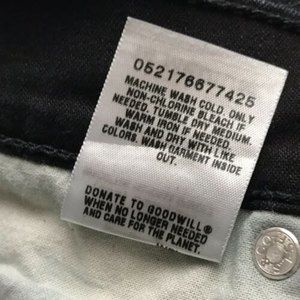 052176677425
MACHINE WASH COLD. ONLY
NON-CHLORINE BLEACH IF
NEEDED. TUMBLE DRY MEDIUM.
WARM IRON IF NEEDED.
WASH AND DRY WITH LIKE
COLORS. WASH GARMENT INSIDE
OUT.
DONATE TO GOODWILL®
WHEN NO LONGER NEEDED
AND CARE FOR THE PLANET.